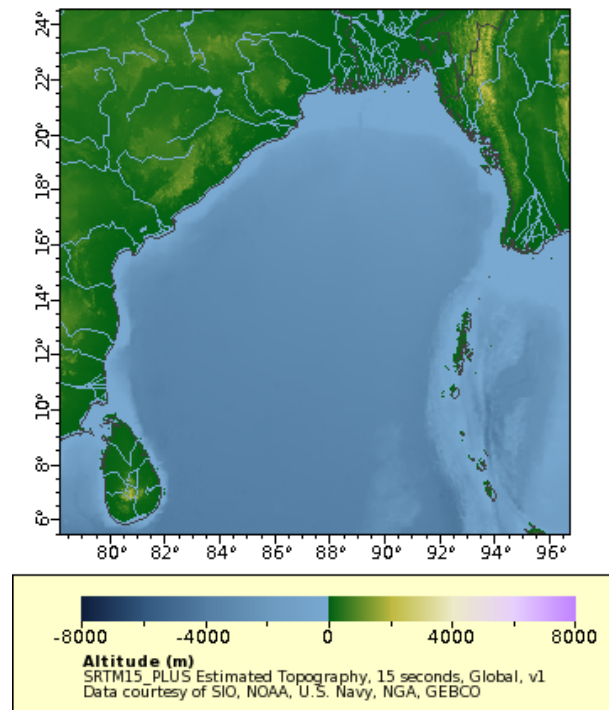 24°
22°
20°
18°
16°
14°
12°
10°
8°
6°
80° 82° 84° 86° 88° 90° 92° 94° 96°
-8000 -4000 0 4000 8000
Altitude (m)
SRTM15_PLUS Estimated Topography, 15 seconds, Global, v1
Data courtesy of SIO, NOAA, U.S. Navy, NGA, GEBCO